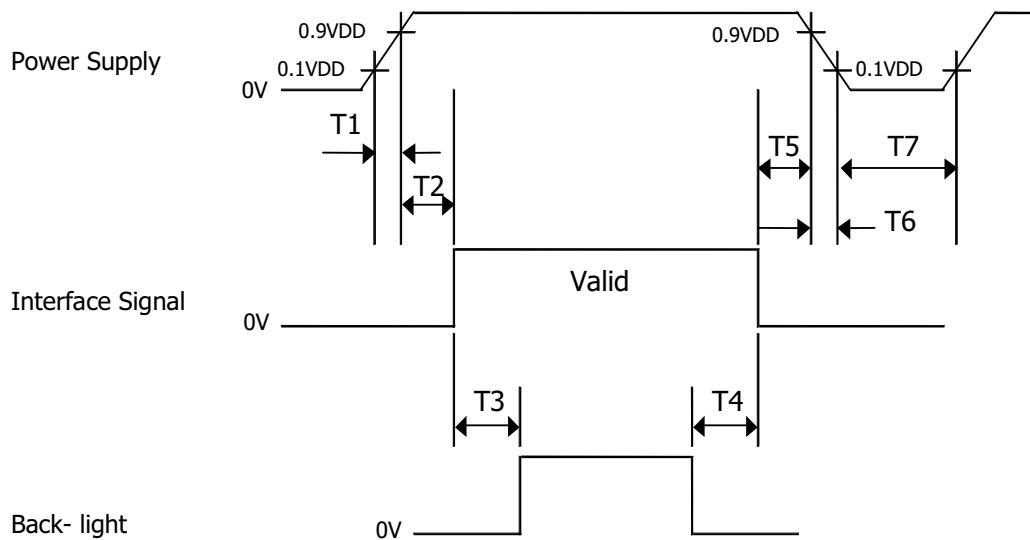 0.9VDD
0.9VDD
Power Supply
0.1VDD
0.1VDD
0V
T1
T5
T7
T2
T6
Valid
Interface Signal
0V
T3
T4
Back- light
0V